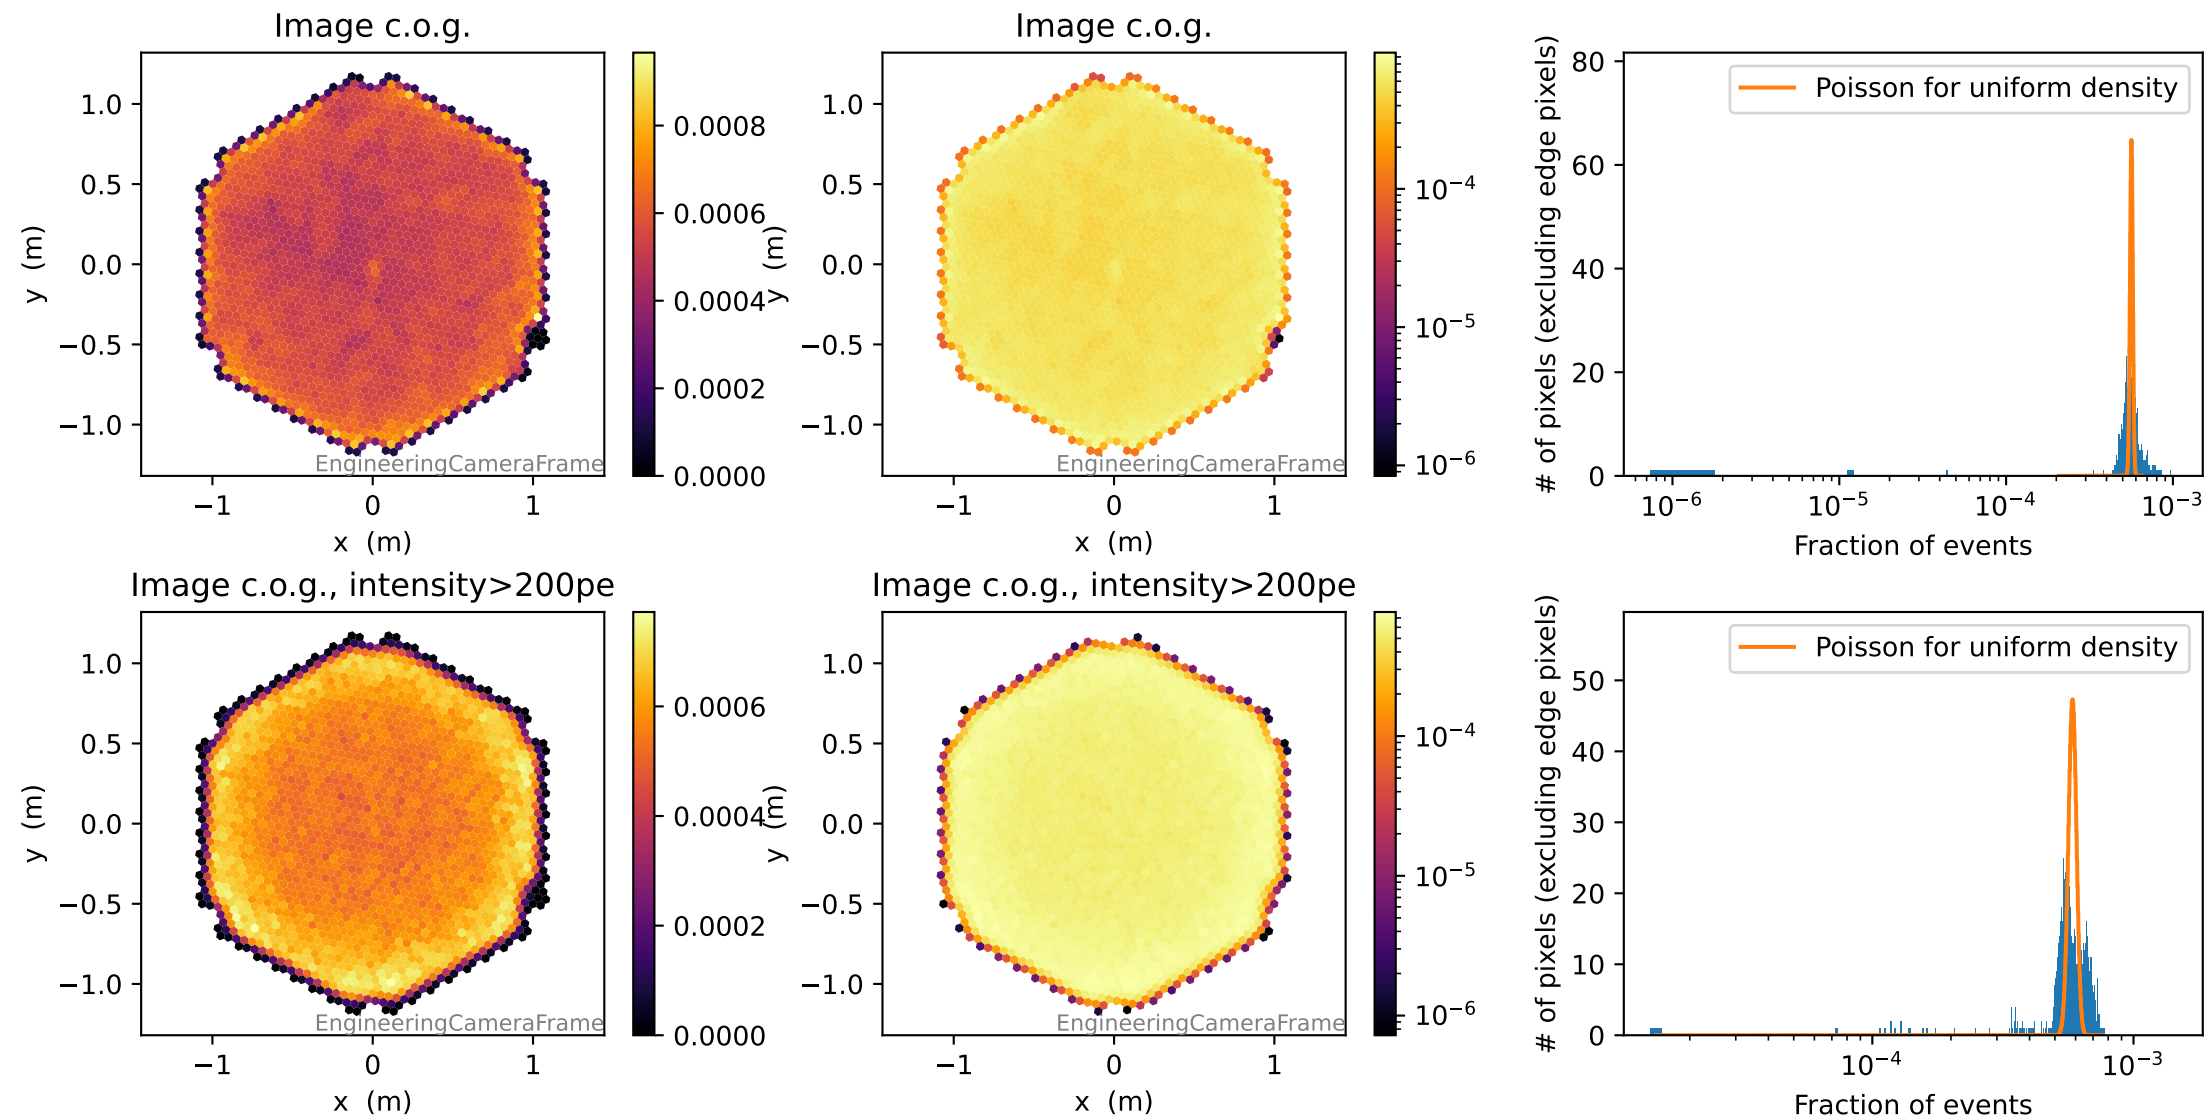 Image c.o.g.
1.0
0.5
0.0
−0.5
−1.0
y (m)
−1
0
1
x (m)
EngineeringCameraFrame
0.0008
0.0006
0.0004
0.0002
0.0000
Image c.o.g.
1.0
0.5
0.0
−0.5
−1.0
y (m)
−1
0
1
x (m)
EngineeringCameraFrame
10⁻⁴
10⁻⁵
10⁻⁶
Poisson for uniform density
80
60
40
20
0
# of pixels (excluding edge pixels)
10⁻⁶
10⁻⁵
10⁻⁴
10⁻³
Fraction of events
Image c.o.g., intensity>200pe
1.0
0.5
0.0
−0.5
−1.0
y (m)
−1
0
1
x (m)
EngineeringCameraFrame
0.0006
0.0004
0.0002
0.0000
Image c.o.g., intensity>200pe
1.0
0.5
0.0
−0.5
−1.0
y (m)
−1
0
1
x (m)
EngineeringCameraFrame
10⁻⁴
10⁻⁵
10⁻⁶
Poisson for uniform density
50
40
30
20
10
0
# of pixels (excluding edge pixels)
10⁻⁴
10⁻³
Fraction of events